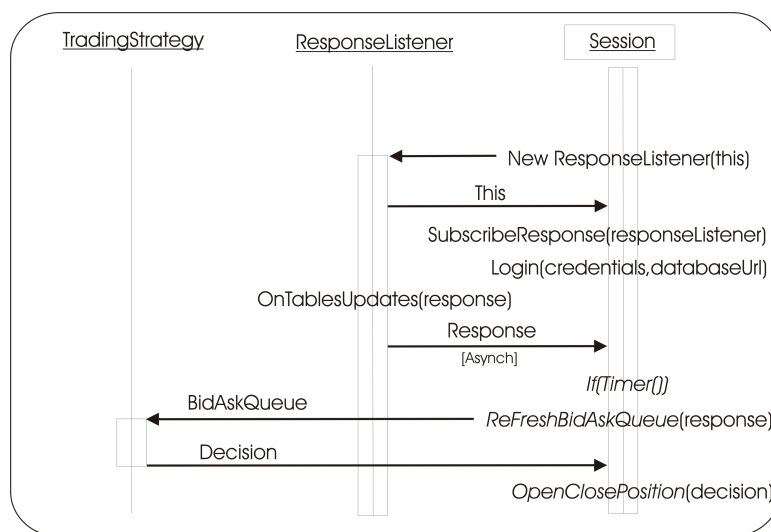 TradingStrategy
ResponseListener
Session
New ResponseListener(this)
This
SubscribeResponse(responseListener)
Login(credentials,databaseUrl)
OnTablesUpdates(response)
Response
[Asynch]
If(Timer())
BidAskQueue
ReFreshBidAskQueue(response)
Decision
OpenClosePosition(decision)